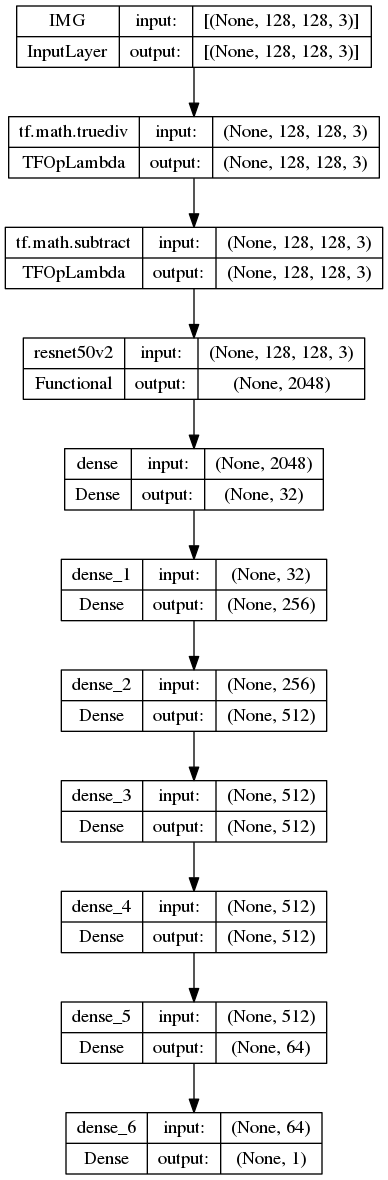 IMG input: [(None, 128, 128, 3)]
InputLayer output: [(None, 128, 128, 3)]
tf.math.truediv input: (None, 128, 128, 3)
TFOpLambda output: (None, 128, 128, 3)
tf.math.subtract input: (None, 128, 128, 3)
TFOpLambda output: (None, 128, 128, 3)
resnet50v2 input: (None, 128, 128, 3)
Functional output: (None, 2048)
dense input: (None, 2048)
Dense output: (None, 32)
dense_1 input: (None, 32)
Dense output: (None, 256)
dense_2 input: (None, 256)
Dense output: (None, 512)
dense_3 input: (None, 512)
Dense output: (None, 512)
dense_4 input: (None, 512)
Dense output: (None, 512)
dense_5 input: (None, 512)
Dense output: (None, 64)
dense_6 input: (None, 64)
Dense output: (None, 1)